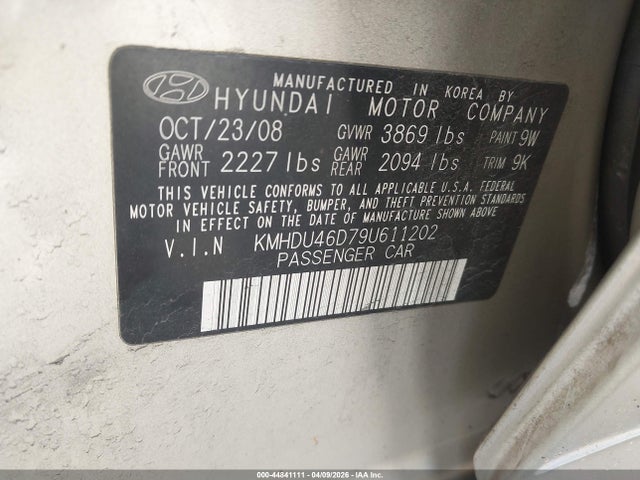 MANUFACTURED IN KOREA BY
HYUNDAI MOTOR COMPANY
OCT/23/08 GVWR 3869 lbs PAINT 9W
GAWR FRONT 2227 lbs GAWR REAR 2094 lbs TRIM 9K
THIS VEHICLE CONFORMS TO ALL APPLICABLE U.S.A. FEDERAL
MOTOR VEHICLE SAFETY, BUMPER, AND THEFT PREVENTION STANDARDS
IN EFFECT ON THE DATE OF MANUFACTURE SHOWN ABOVE
V.I.N KMHDU46D79U611202
PASSENGER CAR
000-44841111 - 04/09/2026 - IAA Inc.